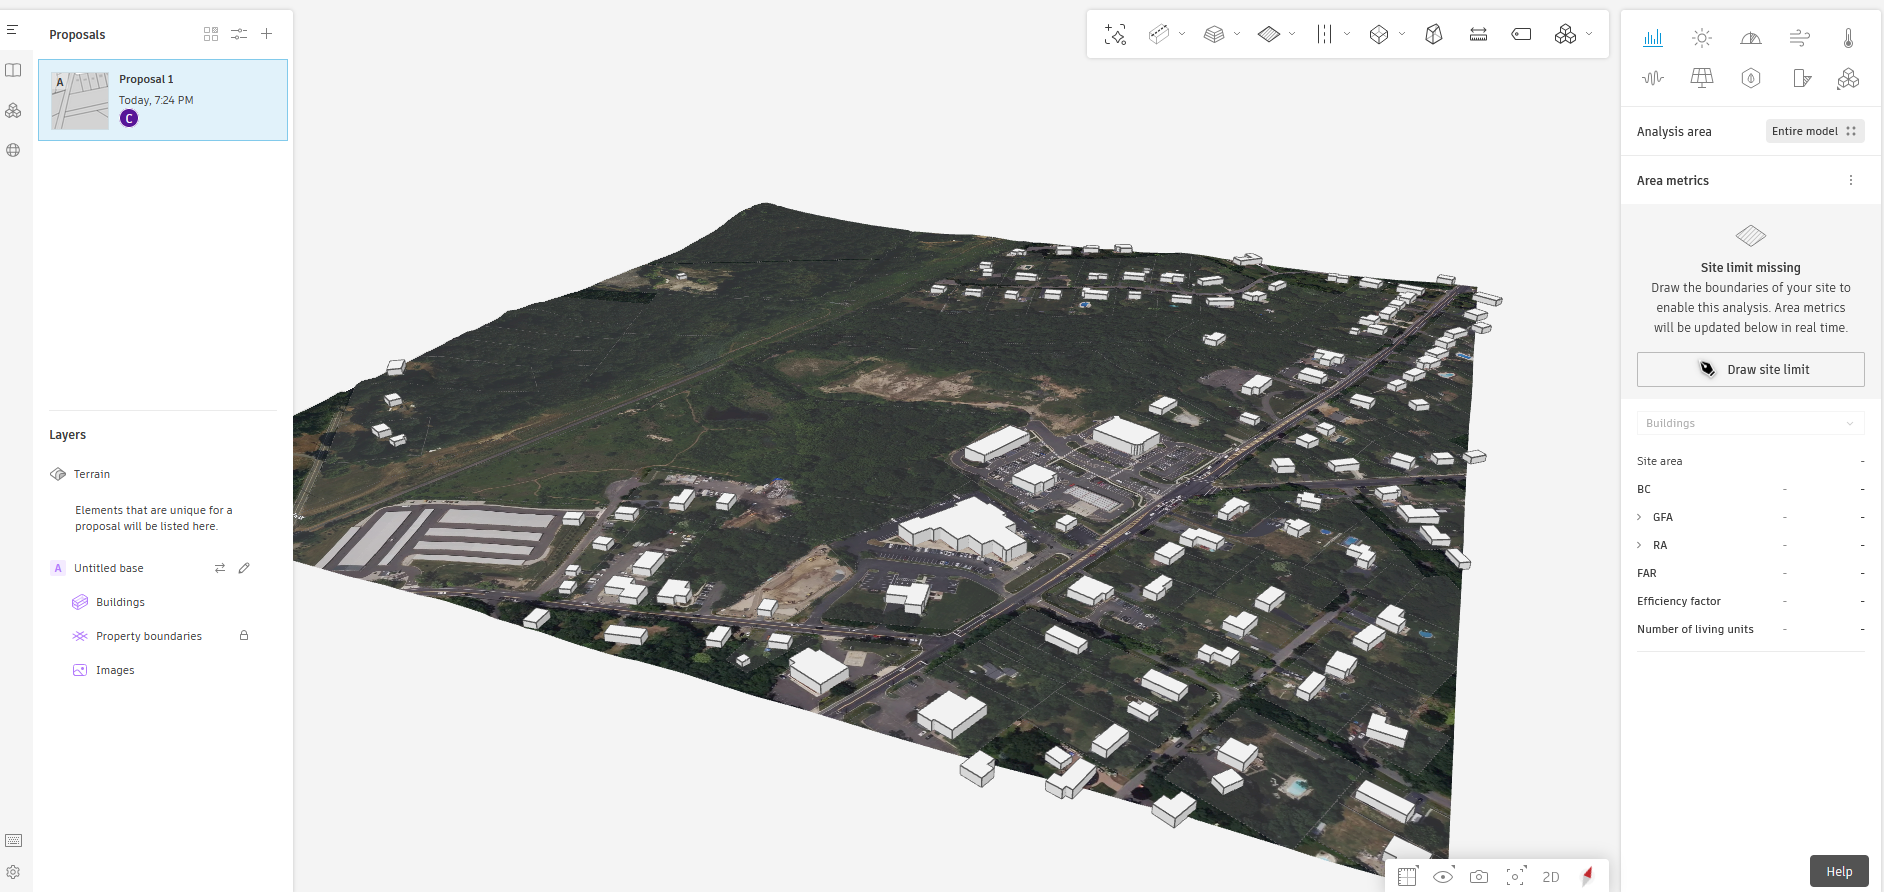 Proposals
A
Proposal 1
Today, 7:24 PM
C
Layers
Terrain
Elements that are unique for a
proposal will be listed here.
A Untitled base
Buildings
Property boundaries
Images
2D
Analysis area Entire model
Area metrics
Site limit missing
Draw the boundaries of your site to
enable this analysis. Area metrics
will be updated below in real time.
Draw site limit
Buildings
Site area -
BC - -
GFA - -
RA - -
FAR - -
Efficiency factor - -
Number of living units - -
Help